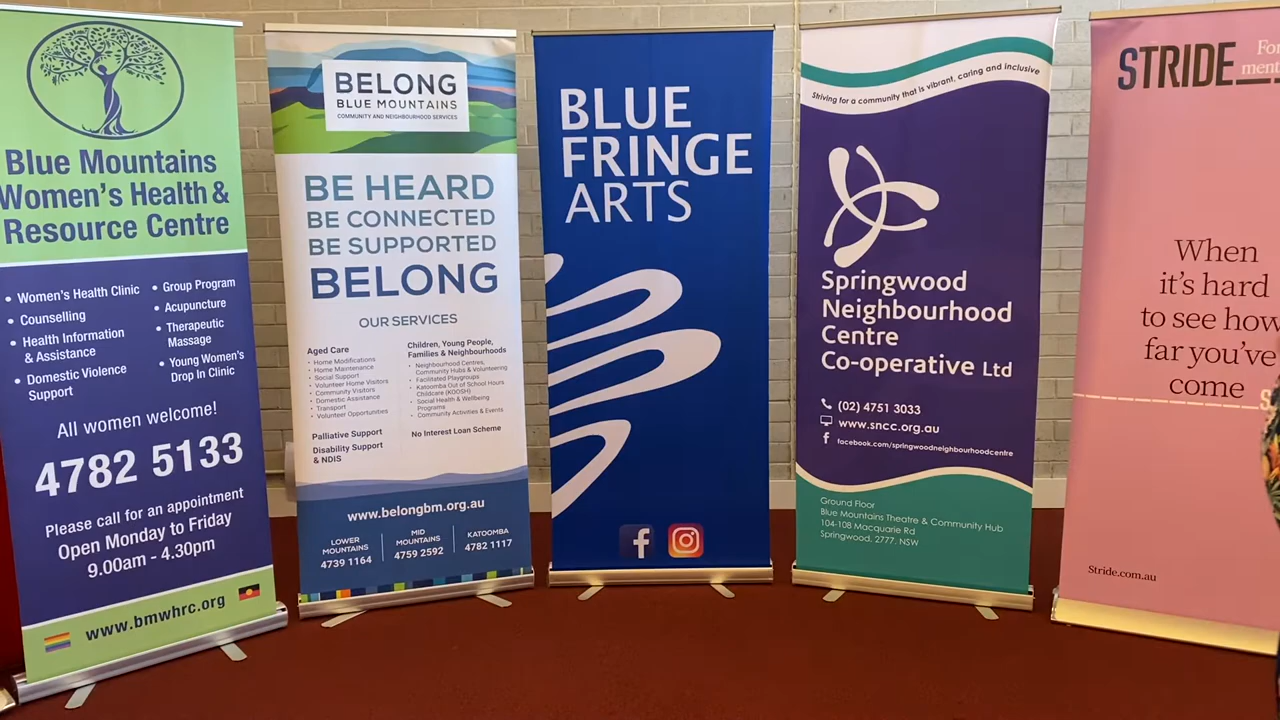 Blue Mountains
Women's Health &
Resource Centre
• Women's Health Clinic
• Counselling
• Health Information
& Assistance
• Domestic Violence
Support
• Group Program
• Acupuncture
• Therapeutic
Massage
• Young Women's
Drop In Clinic
All women welcome!
4782 5133
Please call for an appointment
Open Monday to Friday
9.00am - 4.30pm
www.bmwhrc.org
BELONG
BLUE MOUNTAINS
COMMUNITY AND NEIGHBOURHOOD SERVICES
BE HEARD
BE CONNECTED
BE SUPPORTED
BELONG
OUR SERVICES
Aged Care
• Home Modifications
• Home Maintenance
• Social Support
• Volunteer Home Visitors
• Community Visitors
• Domestic Assistance
• Transport
• Volunteer Opportunities
Palliative Support
Disability Support
& NDIS
Children, Young People,
Families & Neighbourhoods
• Neighbourhood Centres,
Community Hubs & Volunteering
• Facilitated Playgroups
• Katoomba Out of School Hours
Childcare (KOOSH)
• Social Health & Wellbeing
Programs
• Community Activities & Events
No Interest Loan Scheme
www.belongbm.org.au
LOWER
MOUNTAINS
4739 1164
MID
MOUNTAINS
4759 2592
KATOOMBA
4782 1117
BLUE
FRINGE
ARTS
Striving for a community that is vibrant, caring and inclusive
Springwood
Neighbourhood
Centre
Co-operative Ltd
(02) 4751 3033
www.sncc.org.au
facebook.com/springwoodneighbourhoodcentre
Ground Floor
Blue Mountains Theatre & Community Hub
104-108 Macquarie Rd
Springwood, 2777, NSW
STRIDE
When
it's hard
to see how
far you've
come
Stride.com.au